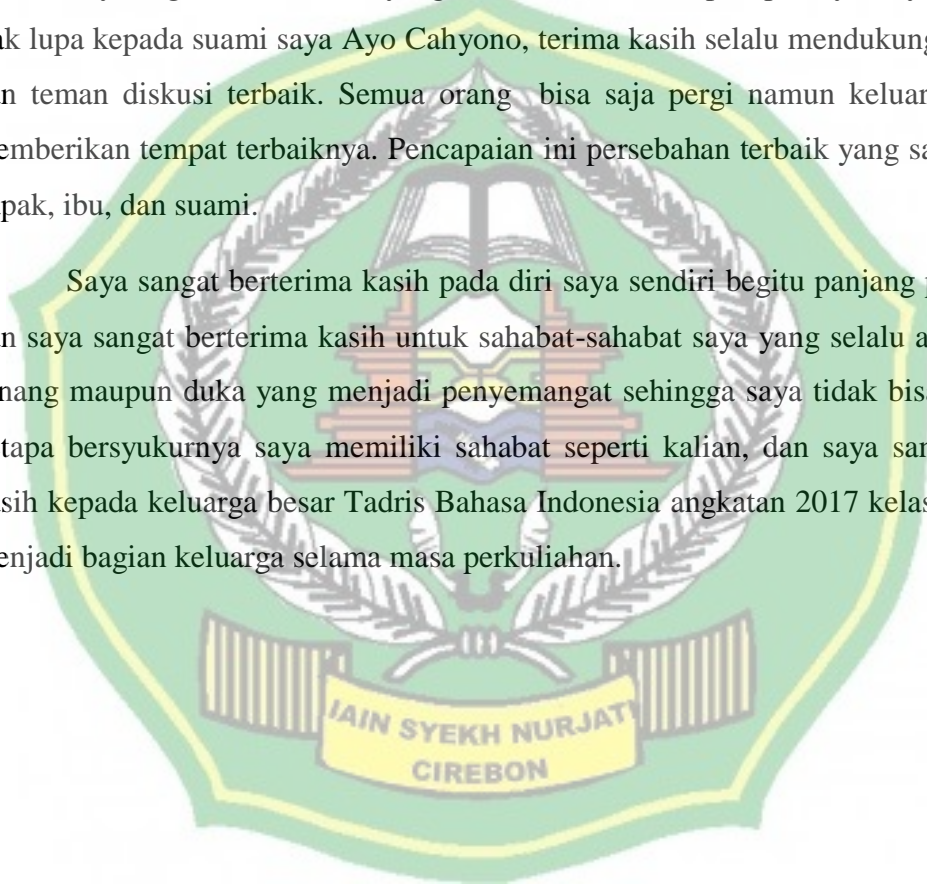 ak lupa kepada suami saya Ayo Cahyono, terima kasih selalu mendukung
n teman diskusi terbaik. Semua orang bisa saja pergi namun keluar
emberikan tempat terbaiknya. Pencapaian ini persebahan terbaik yang sa
pak, ibu, dan suami.
Saya sangat berterima kasih pada diri saya sendiri begitu panjang p
n saya sangat berterima kasih untuk sahabat-sahabat saya yang selalu a
nang maupun duka yang menjadi penyemangat sehingga saya tidak bisa
tapa bersyukurnya saya memiliki sahabat seperti kalian, dan saya san
sih kepada keluarga besar Tadris Bahasa Indonesia angkatan 2017 kelas
enjadi bagian keluarga selama masa perkuliahan.
IAIN SYEKH NURJATI
CIREBON